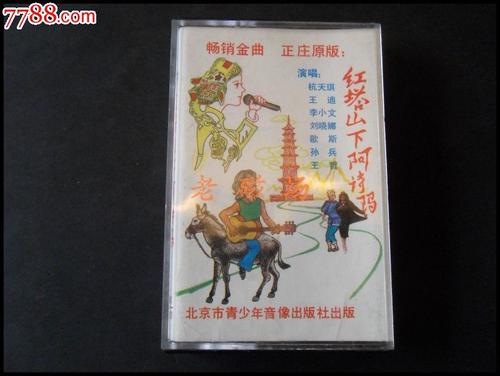 7788.com
畅销金曲 正庄原版:
演唱:
杭天琪
王迪
李小文
刘晓娜
歐斯
孙兵
红塔山下阿诗玛
北京市青少年音像出版社出版